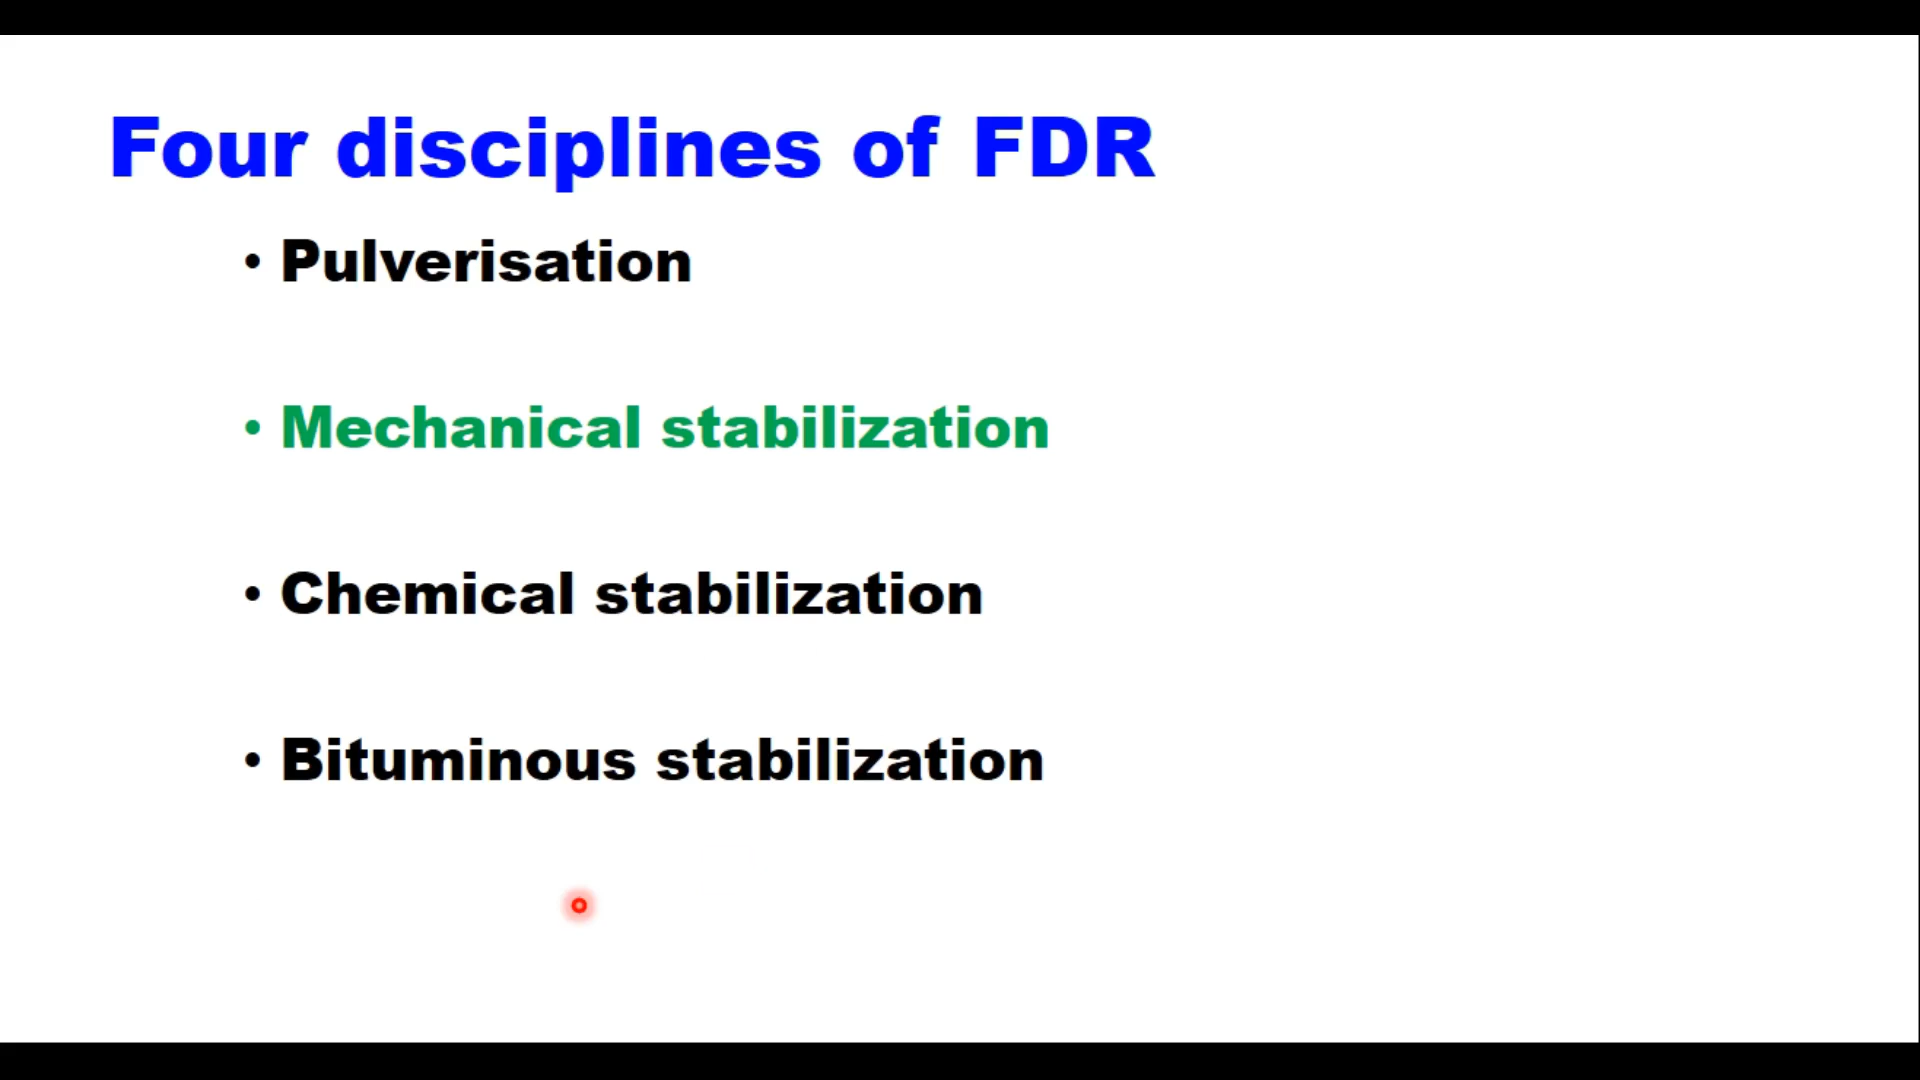 Four disciplines of FDR
• Pulverisation
• Mechanical stabilization
• Chemical stabilization
• Bituminous stabilization